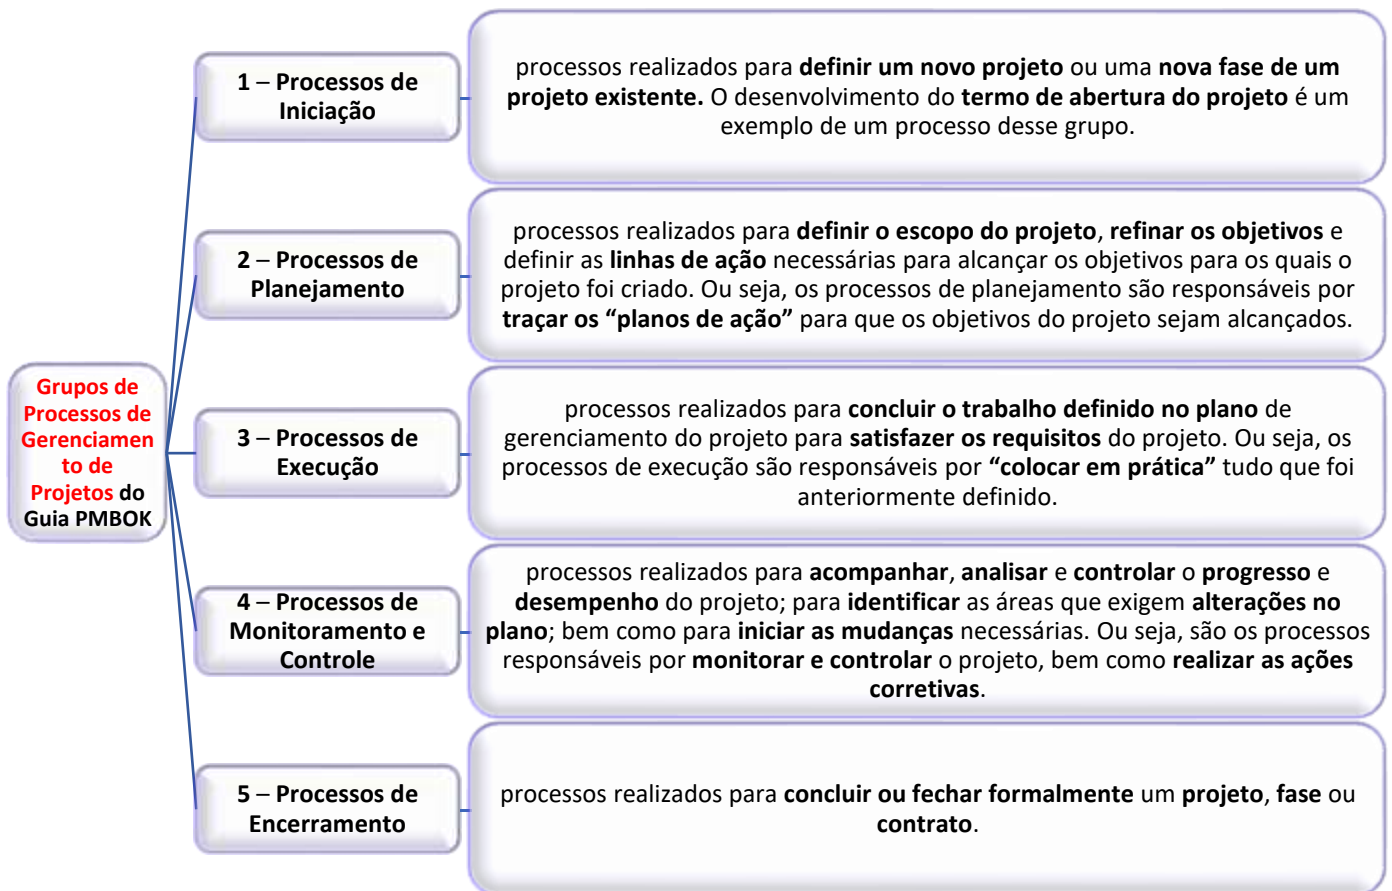 1 – Processos de
Iniciação
processos realizados para definir um novo projeto ou uma nova fase de um
projeto existente. O desenvolvimento do termo de abertura do projeto é um
exemplo de um processo desse grupo.
2 – Processos de
Planejamento
processos realizados para definir o escopo do projeto, refinar os objetivos e
definir as linhas de ação necessárias para alcançar os objetivos para os quais o
projeto foi criado. Ou seja, os processos de planejamento são responsáveis por
traçar os “planos de ação” para que os objetivos do projeto sejam alcançados.
Grupos de
Processos de
Gerenciamen
to de
Projetos do
Guia PMBOK
3 – Processos de
Execução
processos realizados para concluir o trabalho definido no plano de
gerenciamento do projeto para satisfazer os requisitos do projeto. Ou seja, os
processos de execução são responsáveis por “colocar em prática” tudo que foi
anteriormente definido.
4 – Processos de
Monitoramento e
Controle
processos realizados para acompanhar, analisar e controlar o progresso e
desempenho do projeto; para identificar as áreas que exigem alterações no
plano; bem como para iniciar as mudanças necessárias. Ou seja, são os processos
responsáveis por monitorar e controlar o projeto, bem como realizar as ações
corretivas.
5 – Processos de
Encerramento
processos realizados para concluir ou fechar formalmente um projeto, fase ou
contrato.